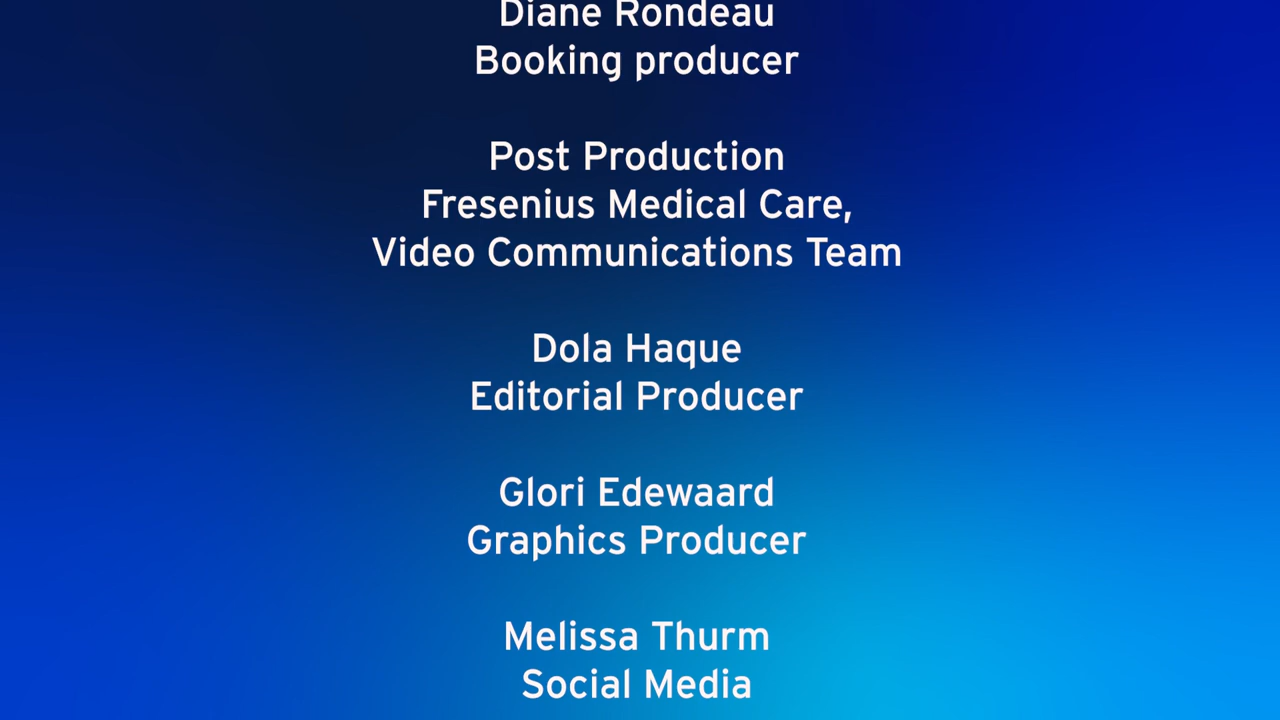 Diane Rondeau
Booking producer
Post Production
Fresenius Medical Care,
Video Communications Team
Dola Haque
Editorial Producer
Glori Edewaard
Graphics Producer
Melissa Thurm
Social Media